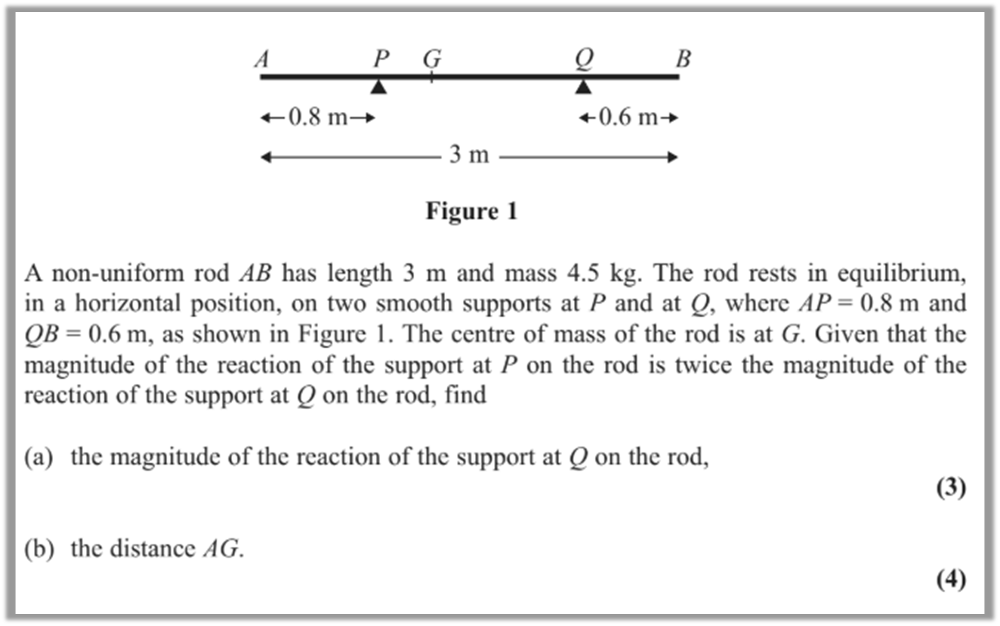 A P G Q B
0.8 m 0.6 m
3 m
Figure 1
A non-uniform rod AB has length 3 m and mass 4.5 kg. The rod rests in equilibrium,
in a horizontal position, on two smooth supports at P and at Q, where AP = 0.8 m and
QB = 0.6 m, as shown in Figure 1. The centre of mass of the rod is at G. Given that the
magnitude of the reaction of the support at P on the rod is twice the magnitude of the
reaction of the support at Q on the rod, find
(a) the magnitude of the reaction of the support at Q on the rod,
(3)
(b) the distance AG.
(4)